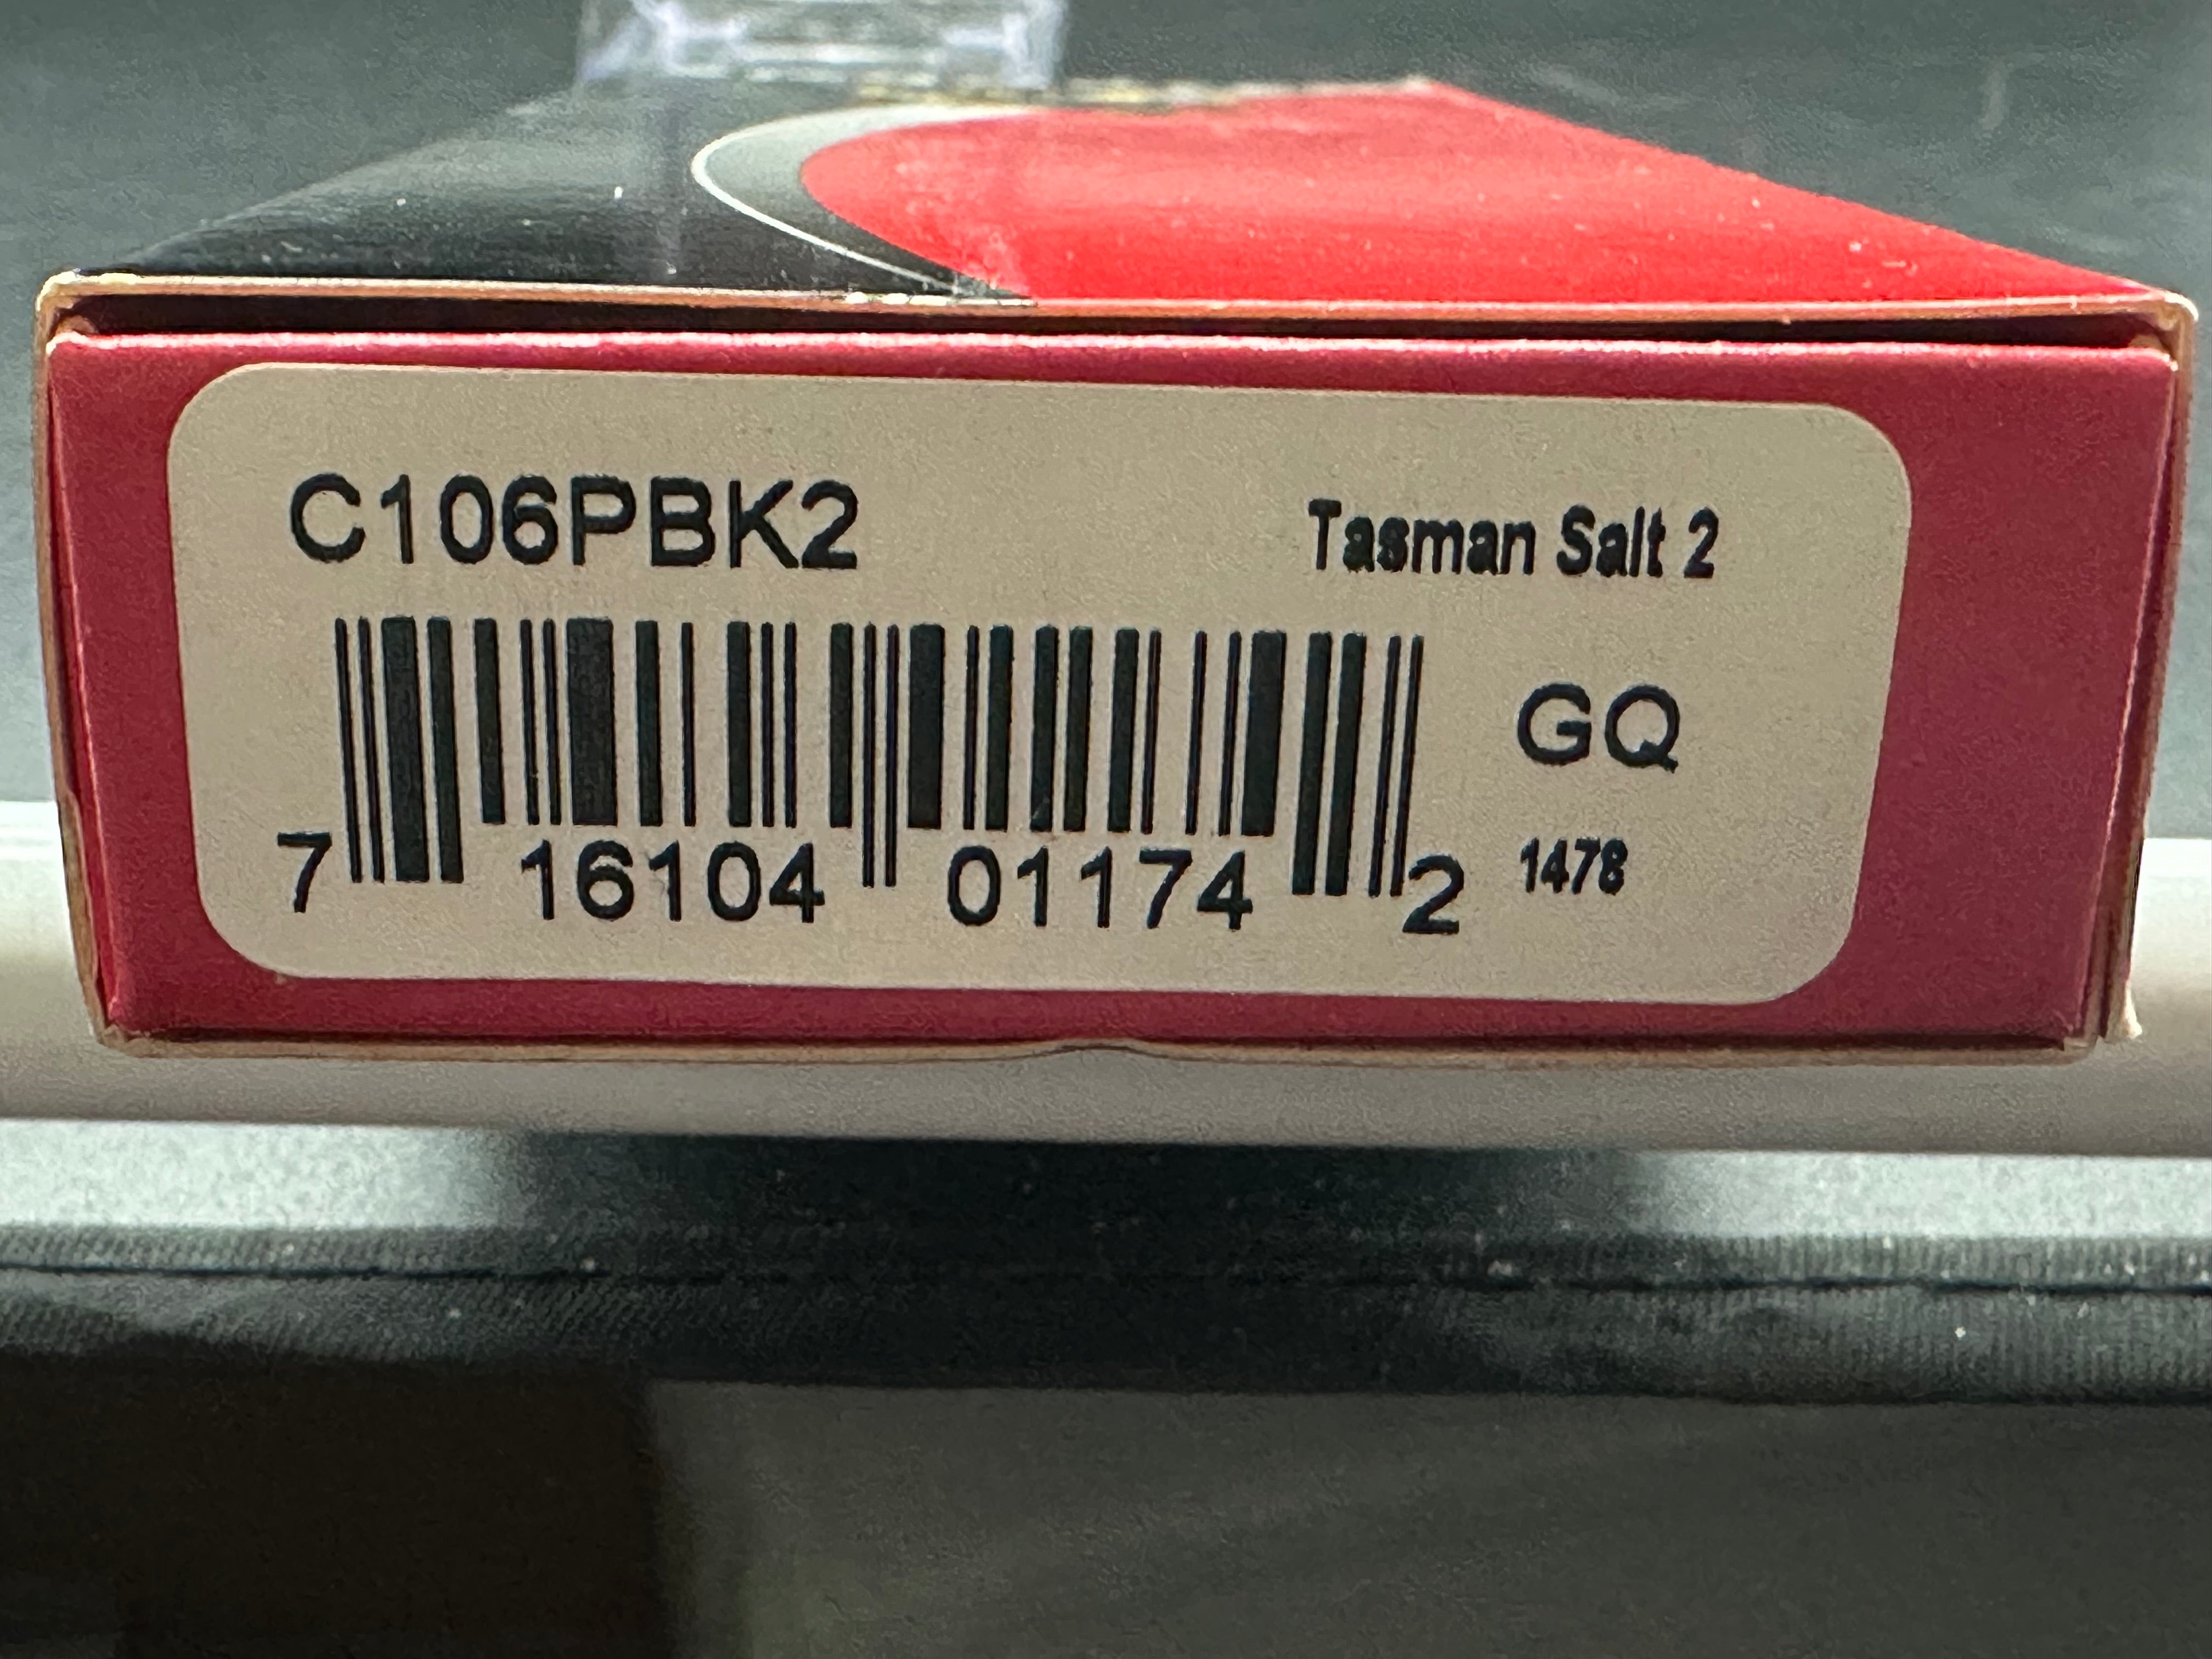 C106PBK2 Tasman Salt 2
GQ
7 16104 01174 2 1478